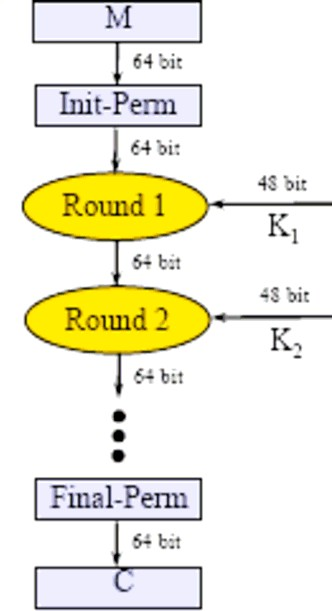 M
64 bit
Init-Perm
64 bit
Round 1
48 bit
K1
64 bit
Round 2
48 bit
K2
64 bit
Final-Perm
64 bit
C